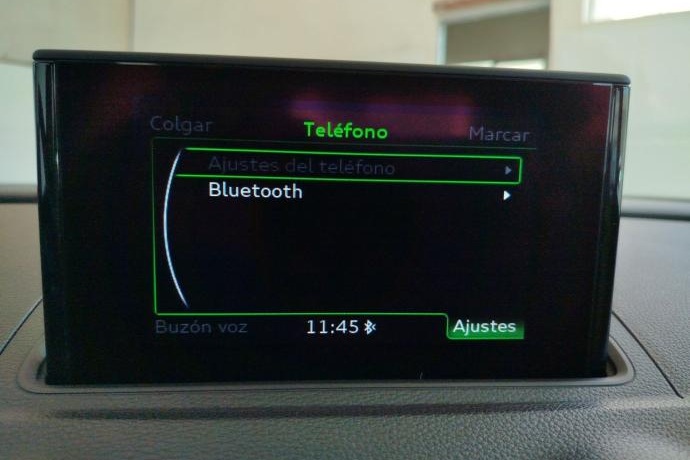 Colgar Teléfono Marcar
Ajustes del teléfono
Bluetooth
Buzón voz 11:45 Ajustes